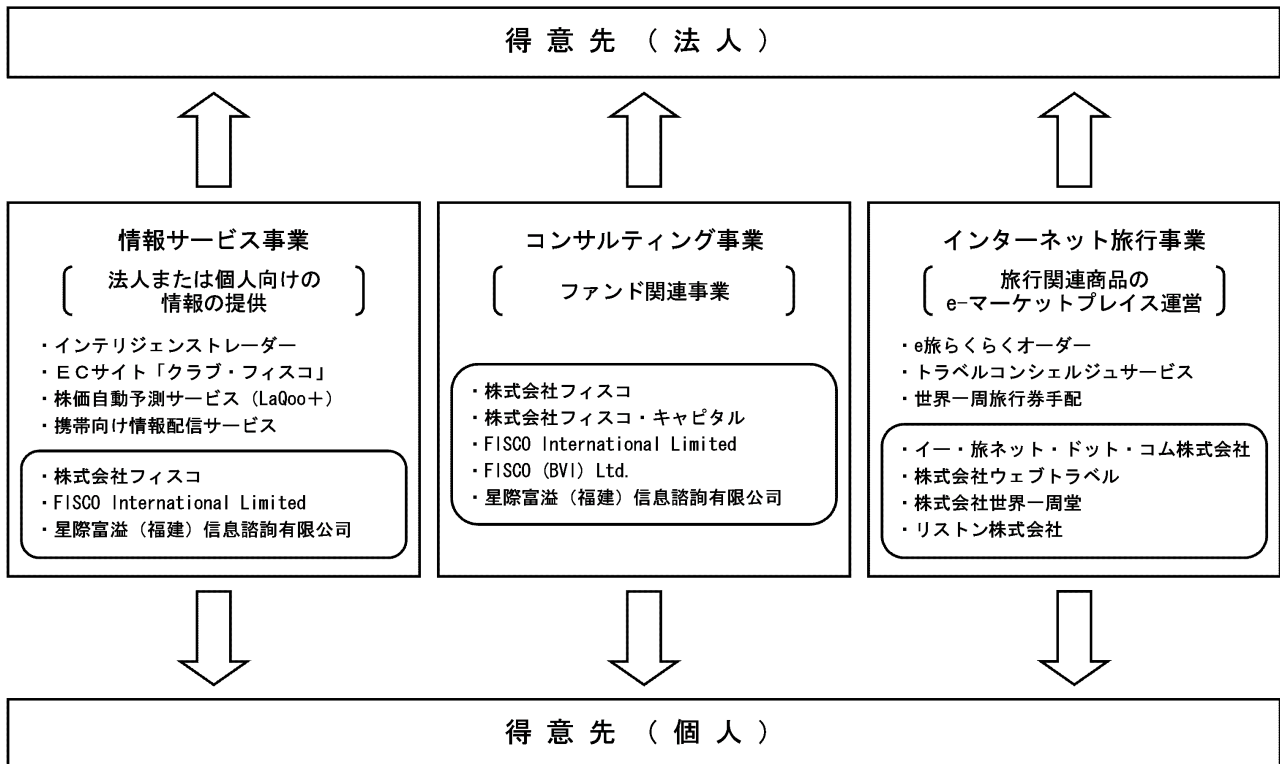 得意先（法人）
情報サービス事業
法人または個人向けの
情報の提供
・インテリジェンストレーダー
・ＥＣサイト「クラブ・フィスコ」
・株価自動予測サービス（LaQoo＋）
・携帯向け情報配信サービス
・株式会社フィスコ
・FISCO International Limited
・星際富溢（福建）信息諮詢有限公司
コンサルティング事業
ファンド関連事業
・株式会社フィスコ
・株式会社フィスコ・キャピタル
・FISCO International Limited
・FISCO (BVI) Ltd.
・星際富溢（福建）信息諮詢有限公司
インターネット旅行事業
旅行関連商品の
e-マーケットプレイス運営
・e旅らくらくオーダー
・トラベルコンシェルジュサービス
・世界一周旅行券手配
・イー・旅ネット・ドット・コム株式会社
・株式会社ウェブトラベル
・株式会社世界一周堂
・リストン株式会社
得意先（個人）